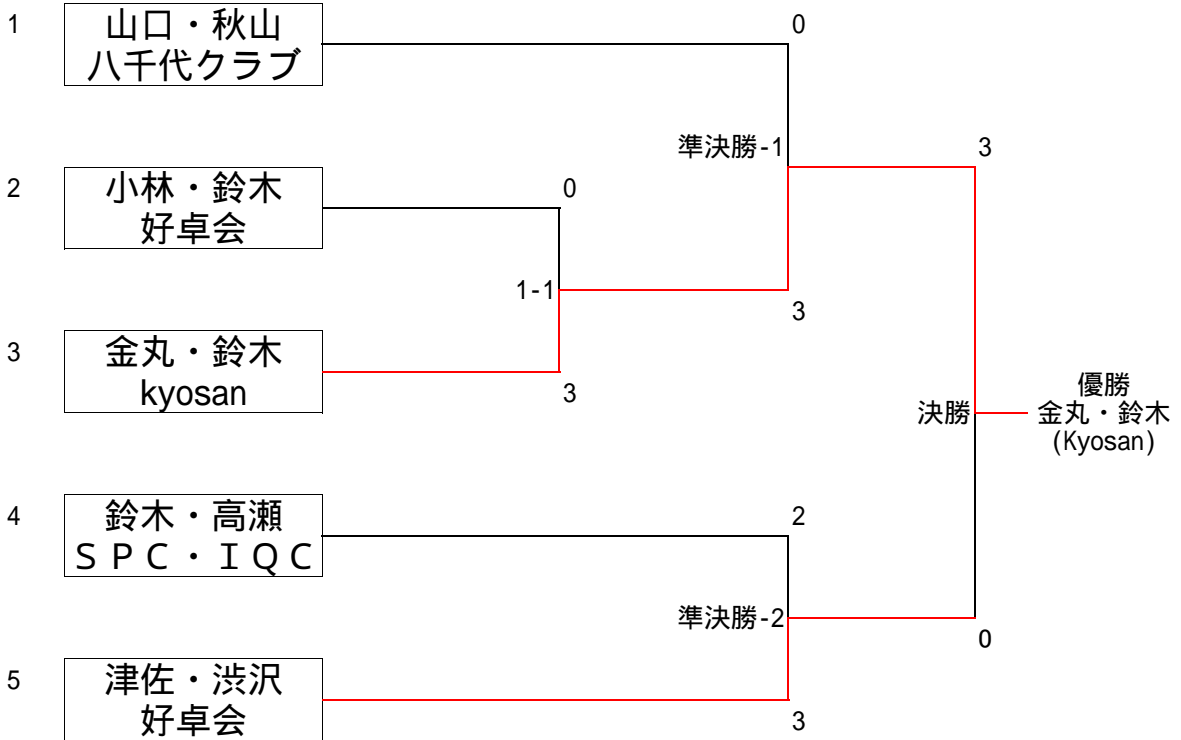 1
山口・秋山
八千代クラブ
0
準決勝-1
3
2
小林・鈴木
好卓会
0
1-1
3
3
金丸・鈴木
kyosan
3
決勝
優勝
金丸・鈴木
(Kyosan)
4
鈴木・高瀬
ＳＰＣ・ＩＱＣ
2
準決勝-2
0
5
津佐・渋沢
好卓会
3